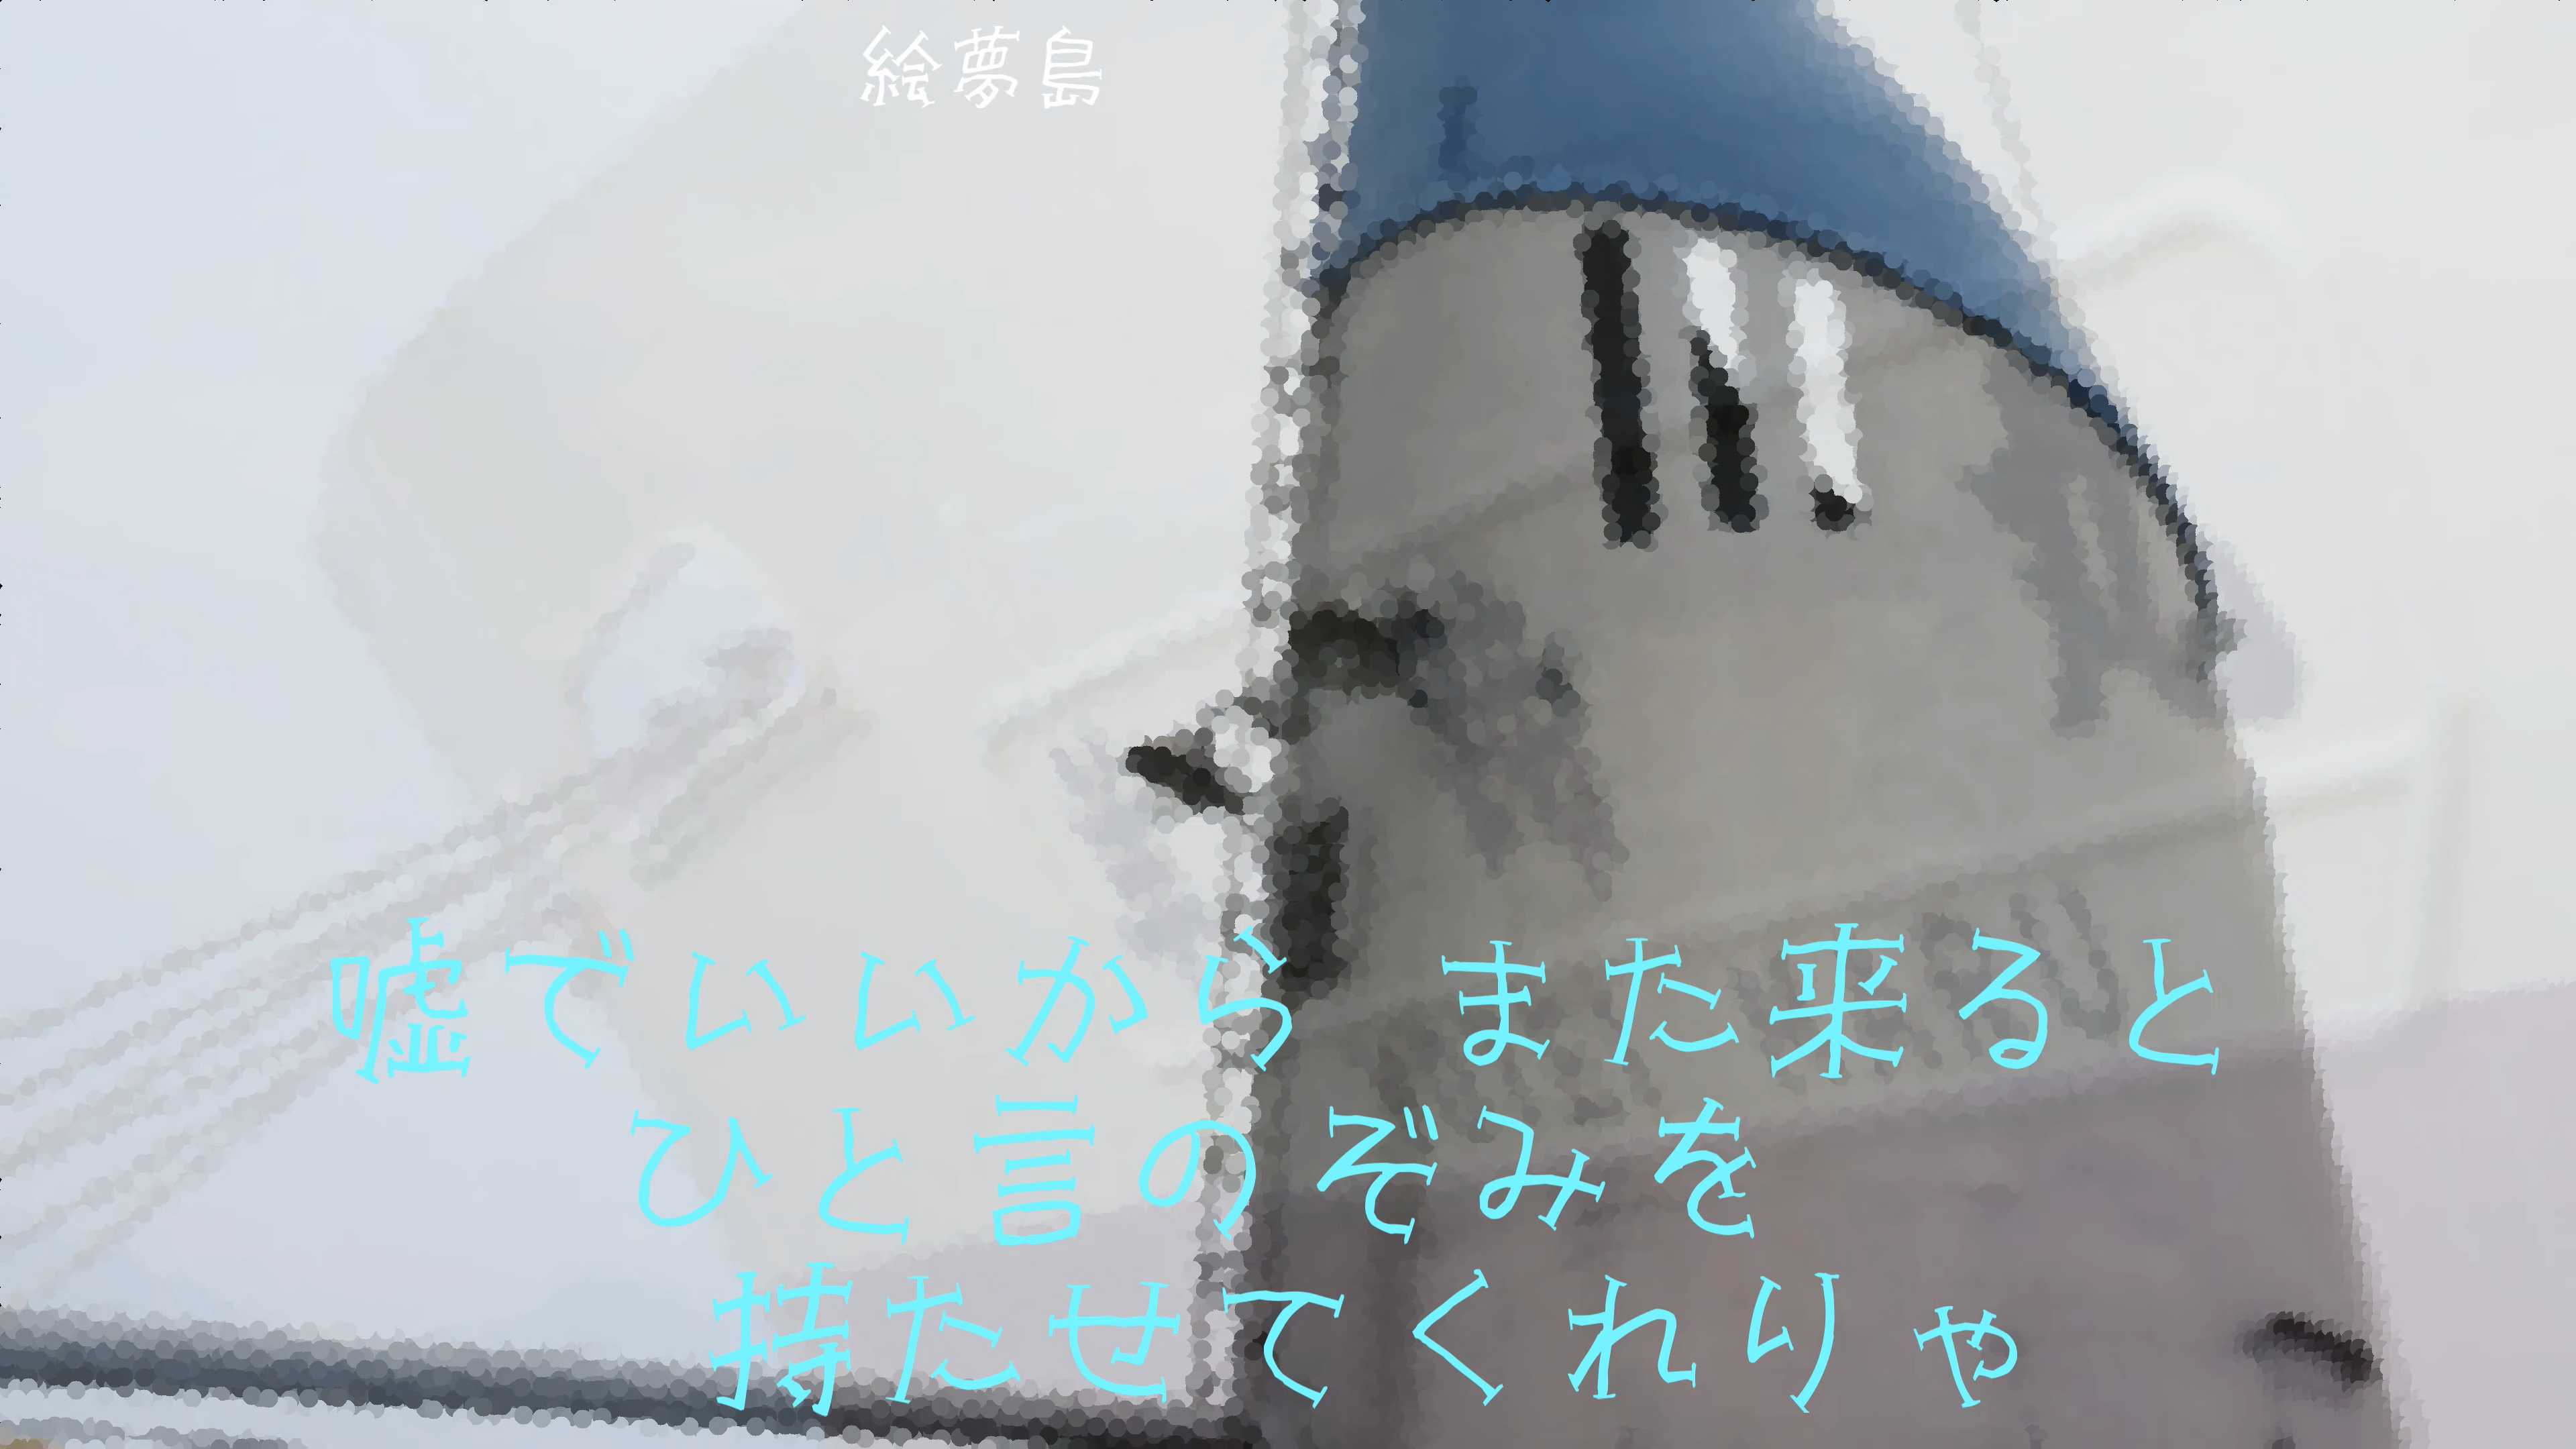 絵夢島
嘘でいいから また来ると
ひと言のぞみを
持たせてくれりゃ